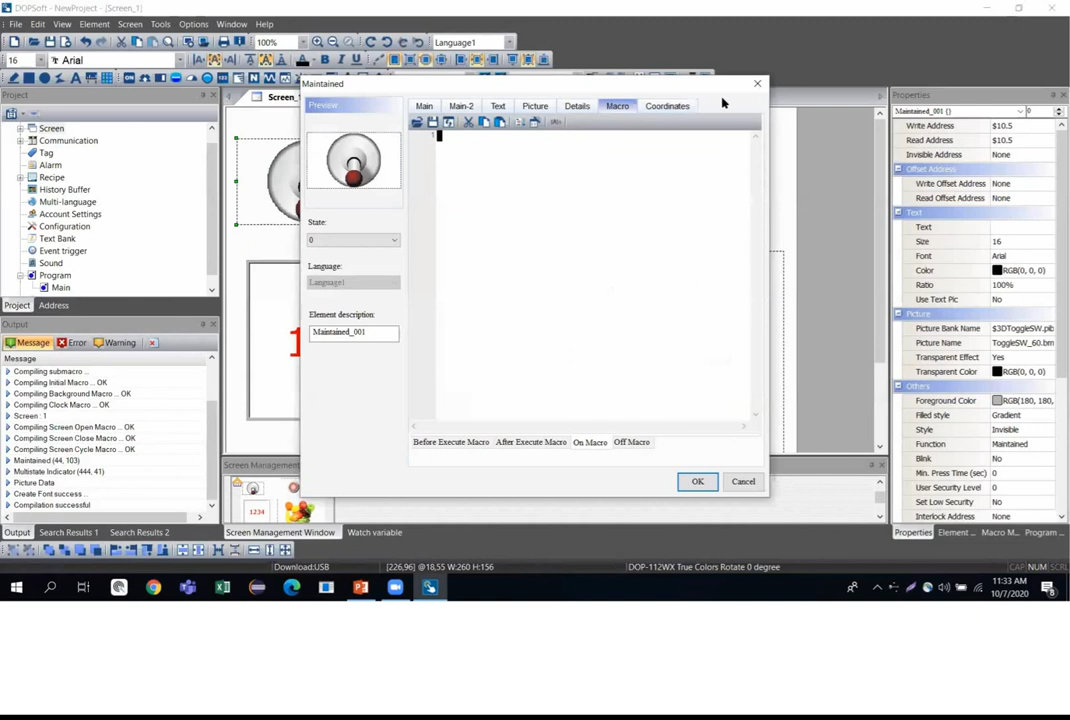 DOPSoft - NewProject - [Screen_1]
File Edit View Element Screen Tools Options Window Help
100% Language1
16 Arial
Project
Screen
Communication
Tag
Alarm
Recipe
History Buffer
Multi-language
Account Settings
Configuration
Text Bank
Event trigger
Sound
Program
Main
Project Address
Output
Message Error Warning
Message
Compiling submacro ..
Compiling Initial Macro .. OK
Compiling Background Macro .. OK
Compiling Clock Macro .. OK
Screen : 1
Compiling Screen Open Macro .. OK
Compiling Screen Close Macro .. OK
Compiling Screen Cycle Macro .. OK
Maintained (44, 103)
Multistate Indicator (444, 41)
Picture Data
Create Font success ..
Compilation successful
Output Search Results 1 Search Results 2
Screen_
1
Maintained
Preview
State:
0
Language:
Language1
Element description:
Maintained_001
Main Main-2 Text Picture Details Macro Coordinates
1
Before Execute Macro After Execute Macro On Macro Off Macro
OK Cancel
Screen Manage
1234
Screen Management Window Watch variable
Properties
Maintained_001 {} 0
Write Address $10.5
Read Address $10.5
Invisible Address None
Offset Address
Write Offset Address None
Read Offset Address None
Text
Text
Size 16
Font Arial
Color RGB(0, 0, 0)
Ratio 100%
Use Text Pic No
Picture
Picture Bank Name $3DToggleSW.pib
Picture Name ToggleSW_60.bm
Transparent Effect Yes
Transparent Color RGB(0, 0, 0)
Others
Foreground Color RGB(180, 180,
Filled style Gradient
Style Invisible
Function Maintained
Blink No
Min. Press Time (sec) 0
User Security Level 0
Set Low Security No
Interlock Address None
Properties Element ... Macro M... Program ...
Download:USB [226,96] @18,55 W:260 H:156 DOP-112WX True Colors Rotate 0 degree CAP NUM SCRL
11:33 AM
10/7/2020
8